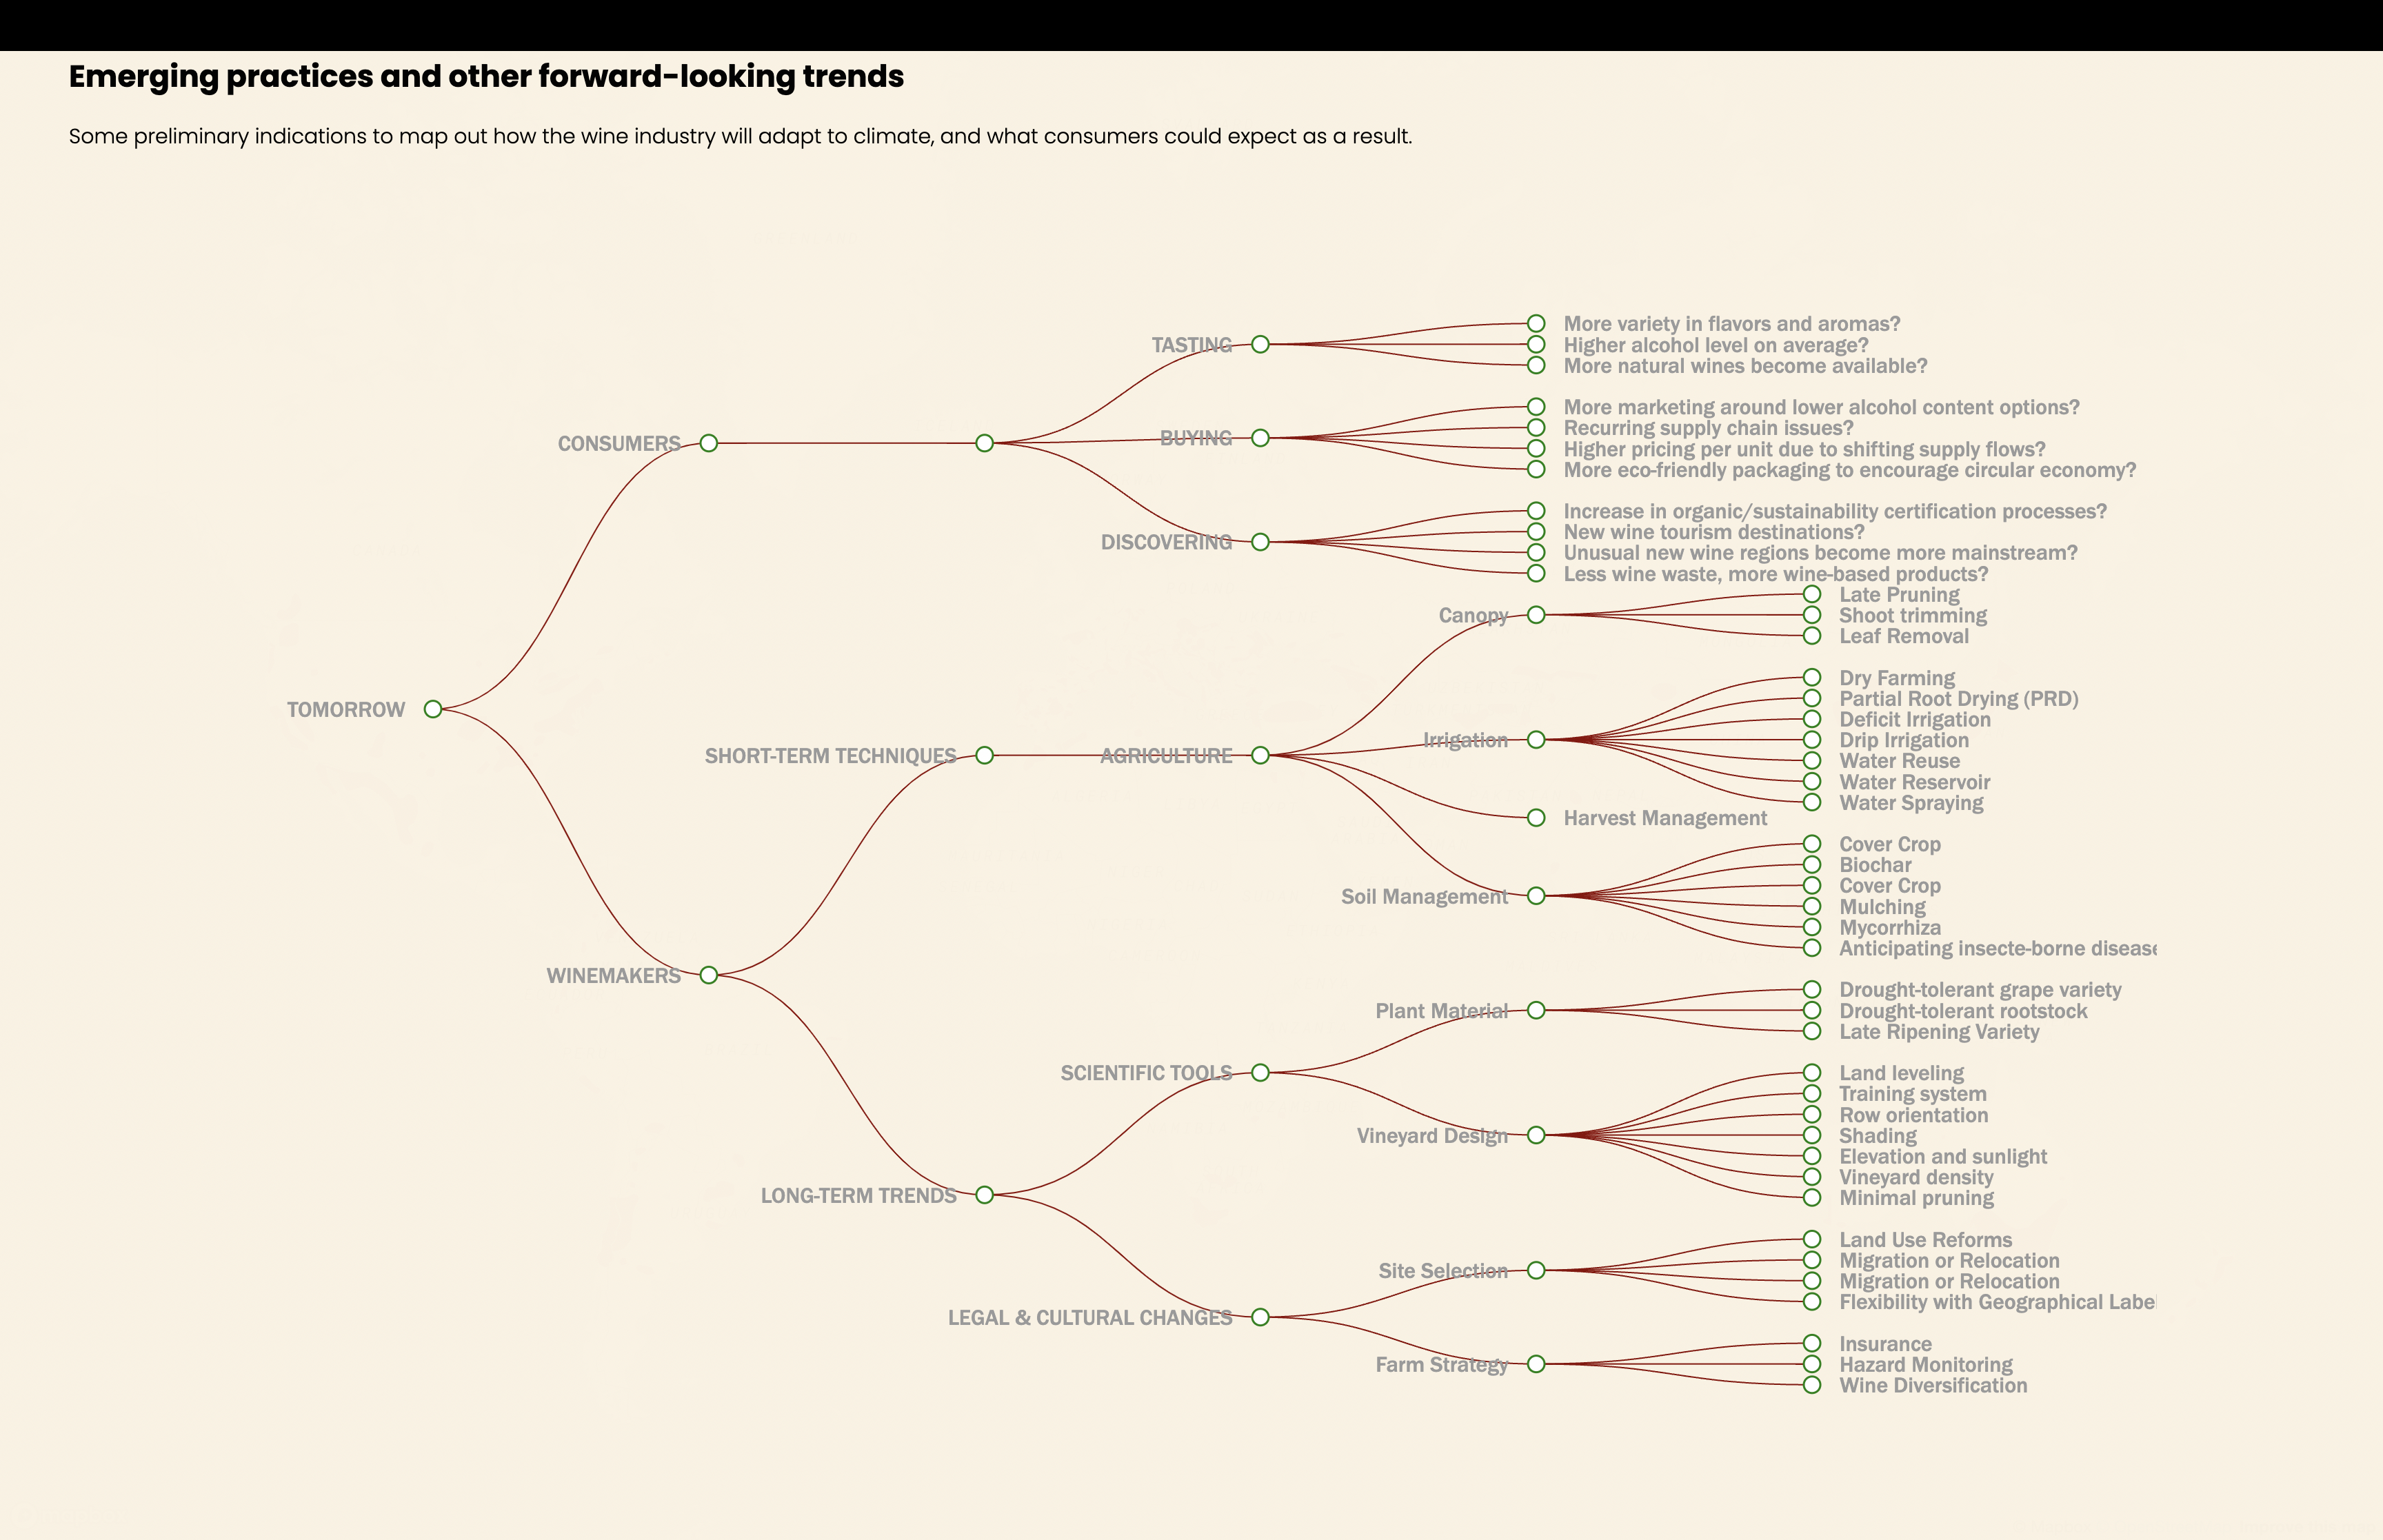 Emerging practices and other forward-looking trends
Some preliminary indications to map out how the wine industry will adapt to climate, and what consumers could expect as a result.
TOMORROW
CONSUMERS
TASTING
More variety in flavors and aromas?
Higher alcohol level on average?
More natural wines become available?
BUYING
More marketing around lower alcohol content options?
Recurring supply chain issues?
Higher pricing per unit due to shifting supply flows?
More eco-friendly packaging to encourage circular economy?
DISCOVERING
Increase in organic/sustainability certification processes?
New wine tourism destinations?
Unusual new wine regions become more mainstream?
Less wine waste, more wine-based products?
WINEMAKERS
SHORT-TERM TECHNIQUES
AGRICULTURE
Canopy
Late Pruning
Shoot trimming
Leaf Removal
Irrigation
Dry Farming
Partial Root Drying (PRD)
Deficit Irrigation
Drip Irrigation
Water Reuse
Water Reservoir
Water Spraying
Harvest Management
Soil Management
Cover Crop
Biochar
Cover Crop
Mulching
Mycorrhiza
Anticipating insecte-borne disease
LONG-TERM TRENDS
SCIENTIFIC TOOLS
Plant Material
Drought-tolerant grape variety
Drought-tolerant rootstock
Late Ripening Variety
Vineyard Design
Land leveling
Training system
Row orientation
Shading
Elevation and sunlight
Vineyard density
Minimal pruning
LEGAL & CULTURAL CHANGES
Site Selection
Land Use Reforms
Migration or Relocation
Migration or Relocation
Flexibility with Geographical Label
Farm Strategy
Insurance
Hazard Monitoring
Wine Diversification